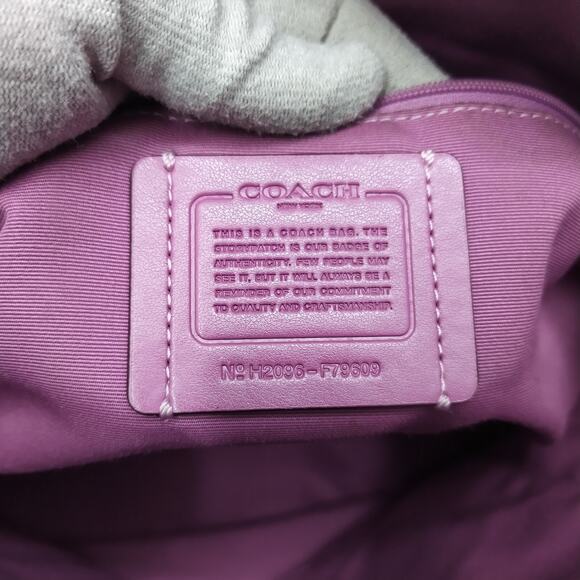 COACH
NEW YORK
THIS IS A COACH BAG. THE
STORYPATCH IS OUR BADGE OF
AUTHENTICITY. FEW PEOPLE MAY
SEE IT, BUT IT WILL ALWAYS BE A
REMINDER OF OUR COMMITMENT
TO QUALITY AND CRAFTSMANSHIP.
Nº H2096-F79609